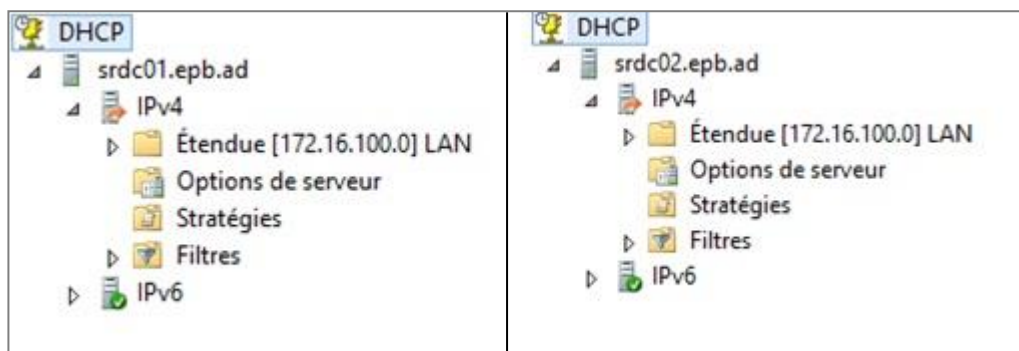 DHCP
srdc01.epb.ad
IPv4
Étendue [172.16.100.0] LAN
Options de serveur
Stratégies
Filtres
IPv6
DHCP
srdc02.epb.ad
IPv4
Étendue [172.16.100.0] LAN
Options de serveur
Stratégies
Filtres
IPv6